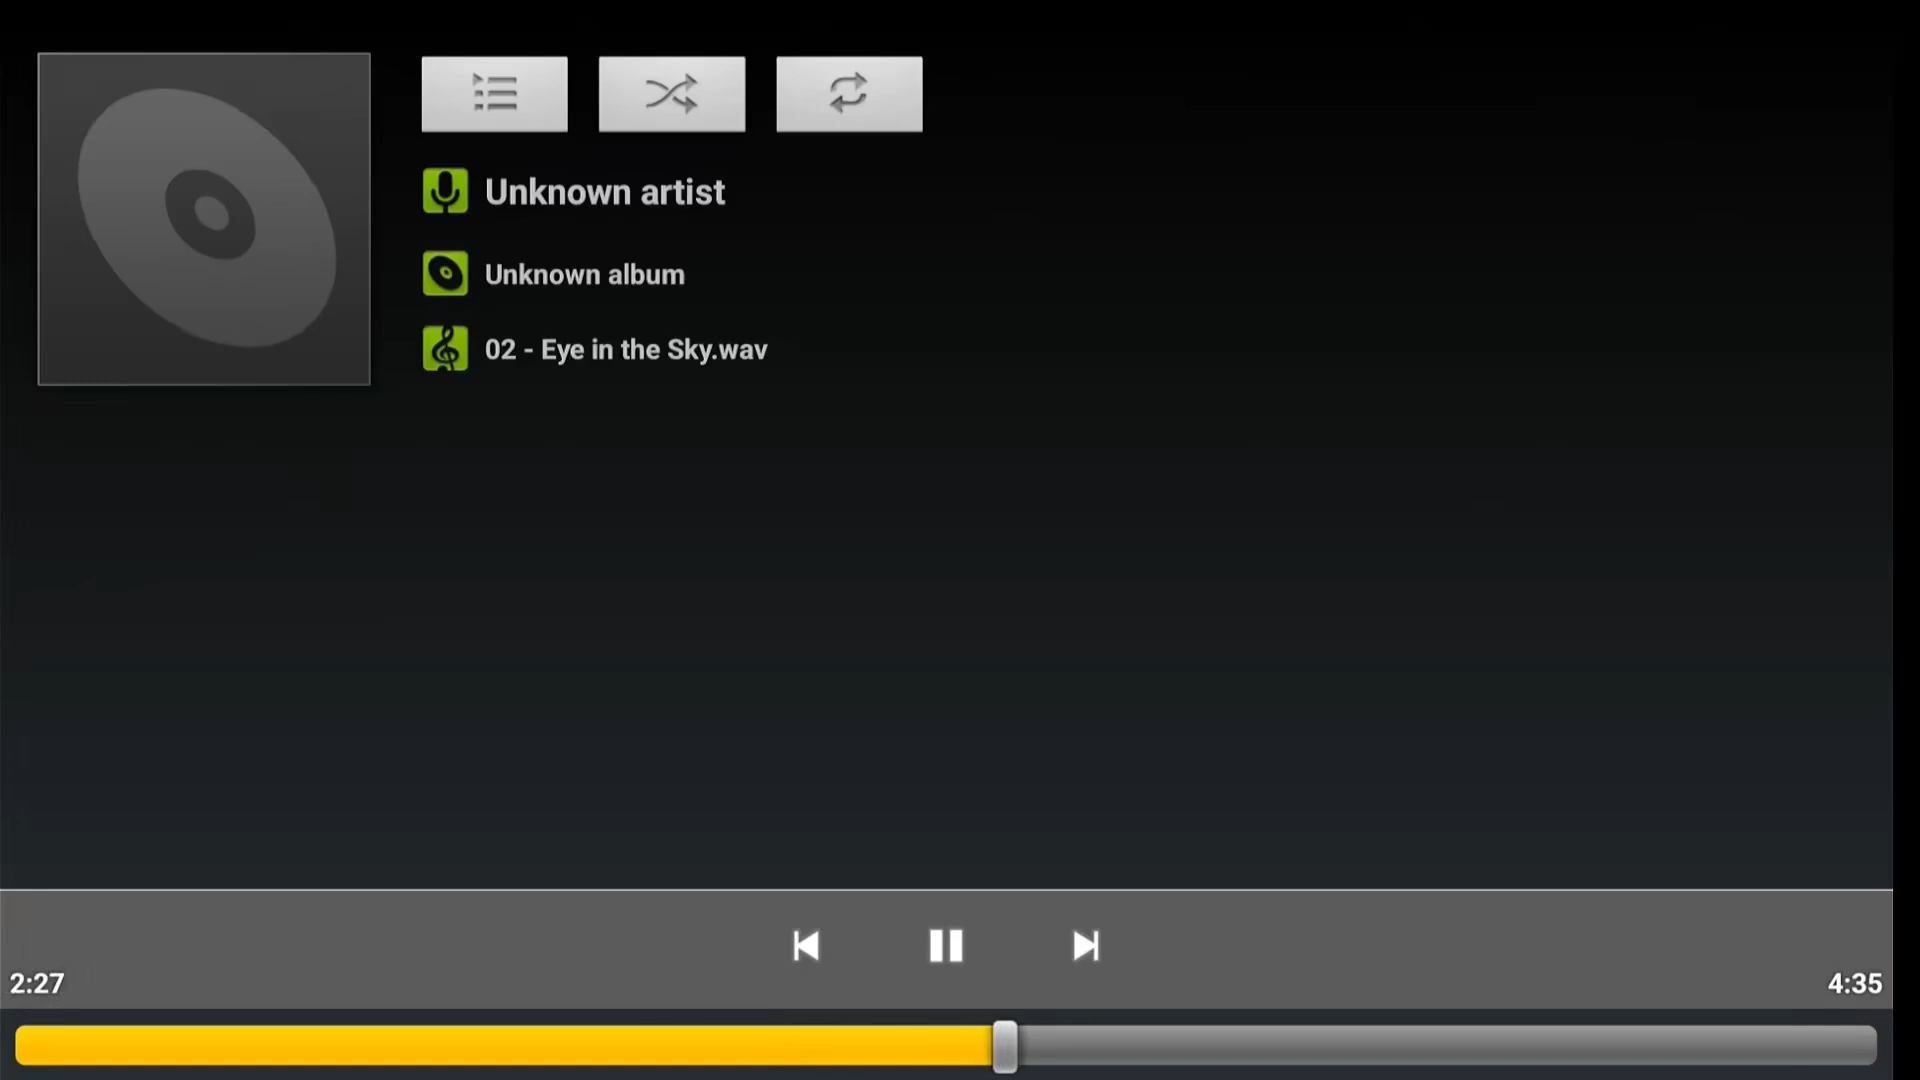 Unknown artist
Unknown album
02 - Eye in the Sky.wav
2:27
4:35